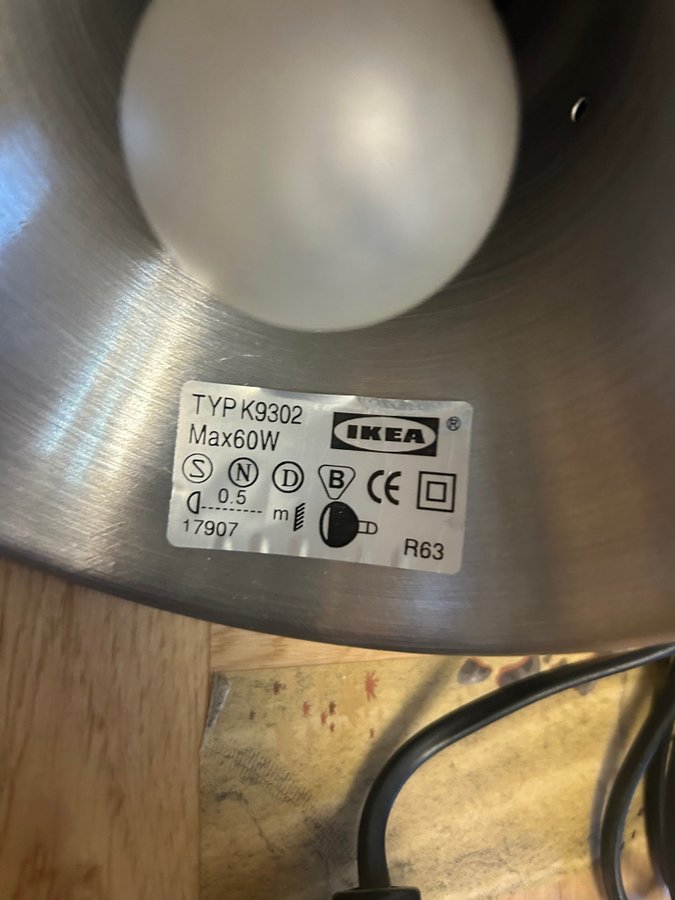 TYP K9302
Max60W
IKEA ®
S N D B CE
0.5 m
17907
R63